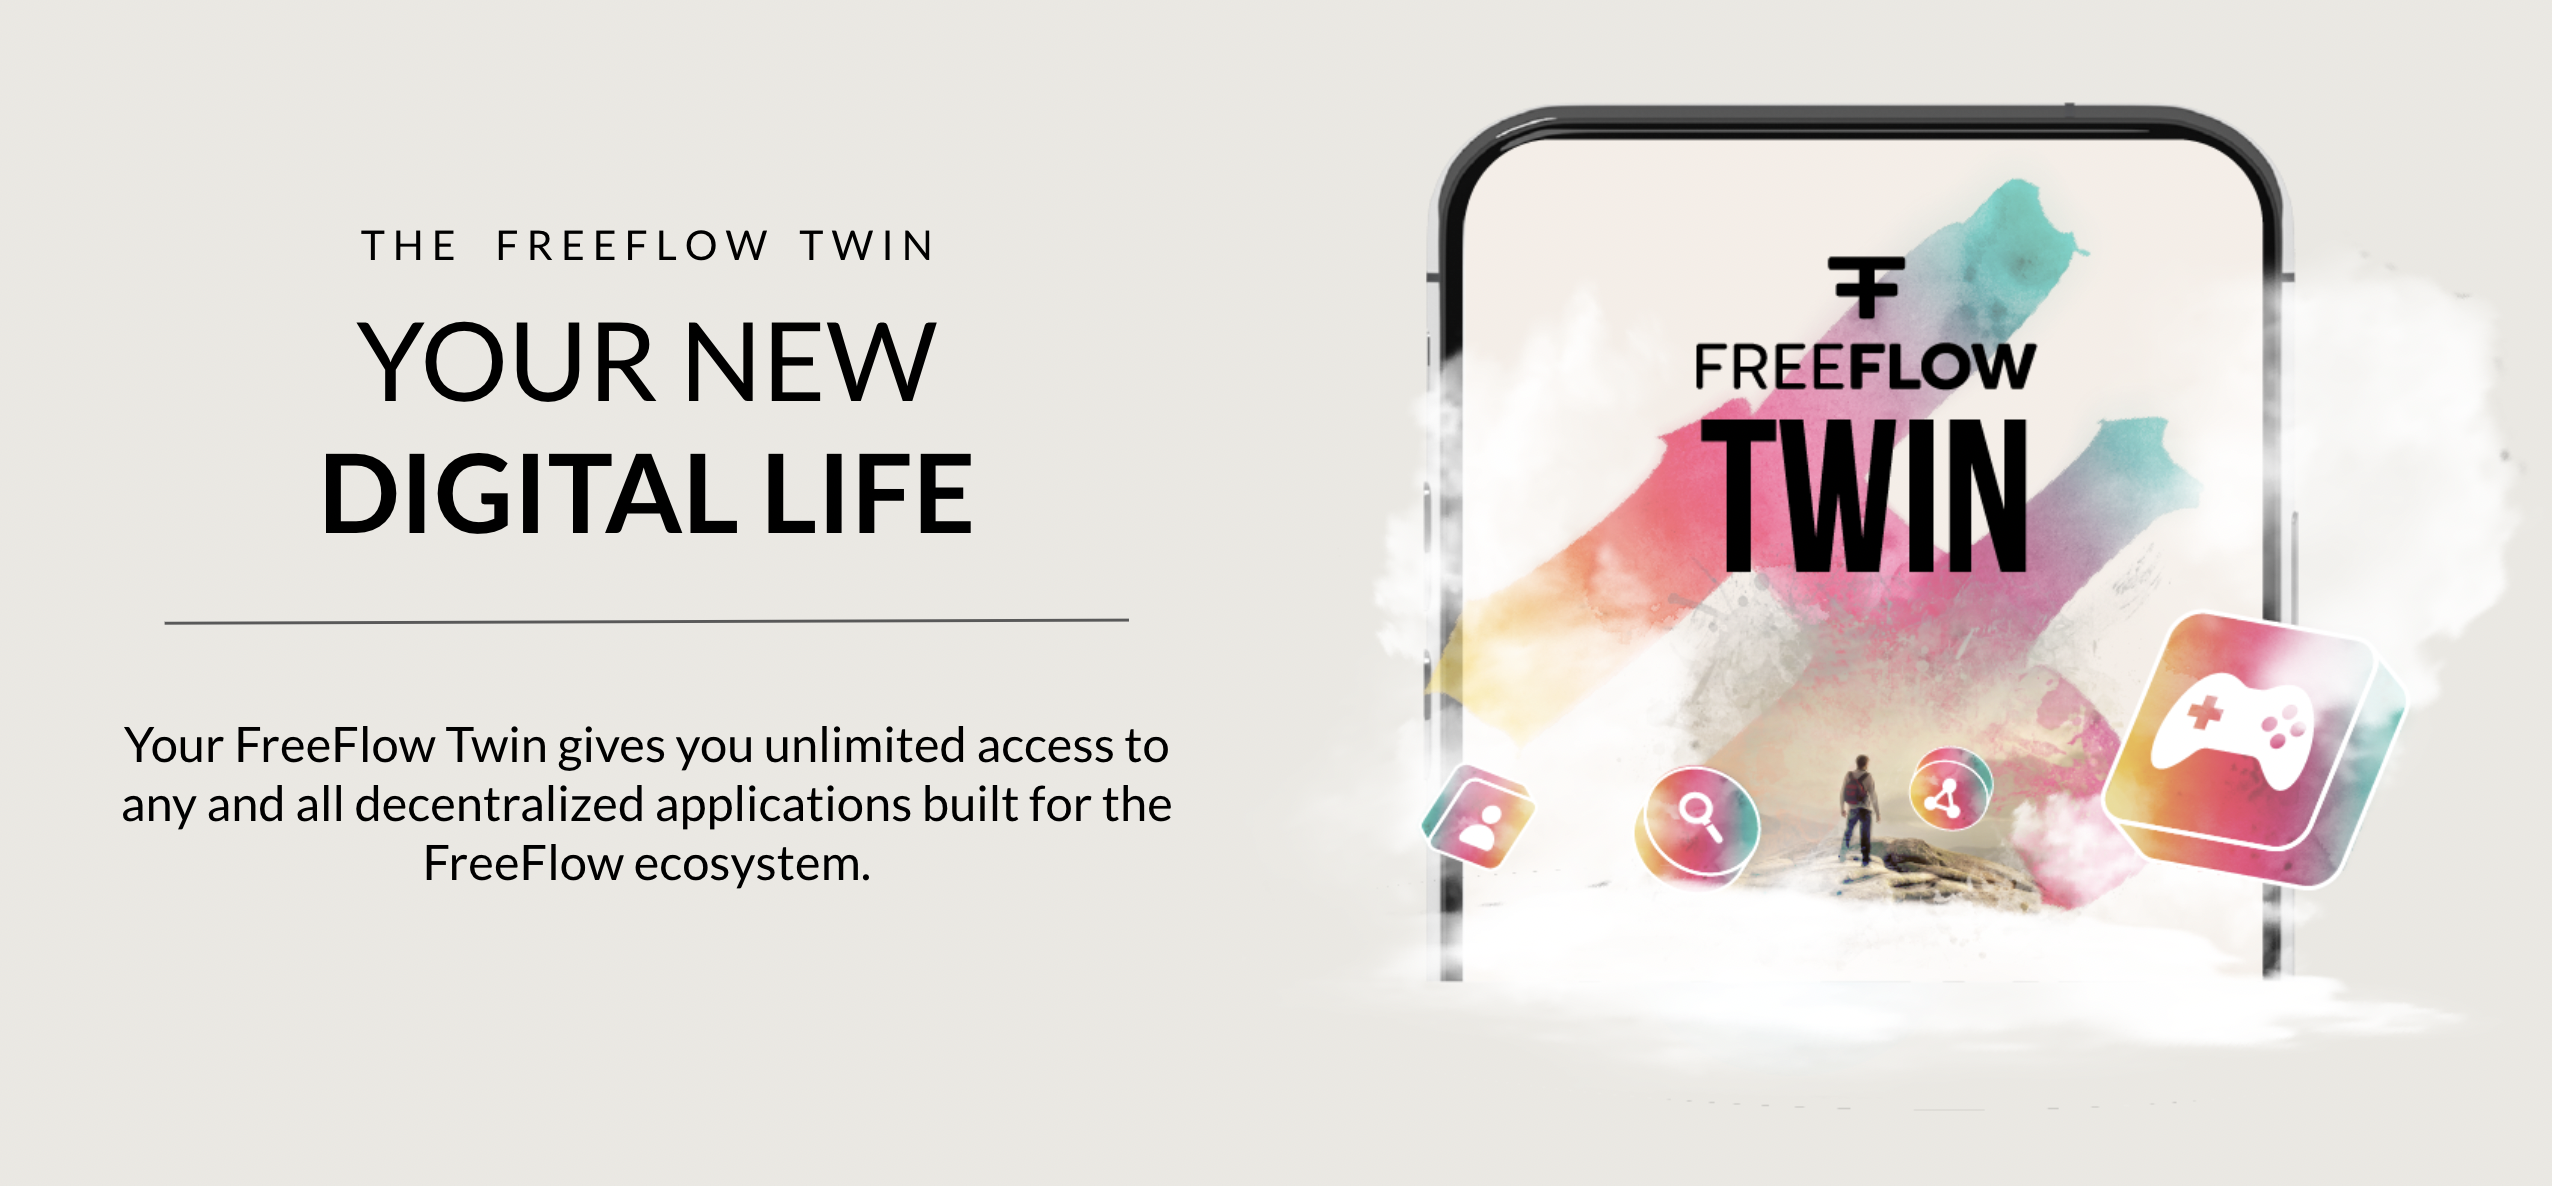 THE FREEFLOW TWIN
YOUR NEW
DIGITAL LIFE
Your FreeFlow Twin gives you unlimited access to
any and all decentralized applications built for the
FreeFlow ecosystem.
FREEFLOW
TWIN